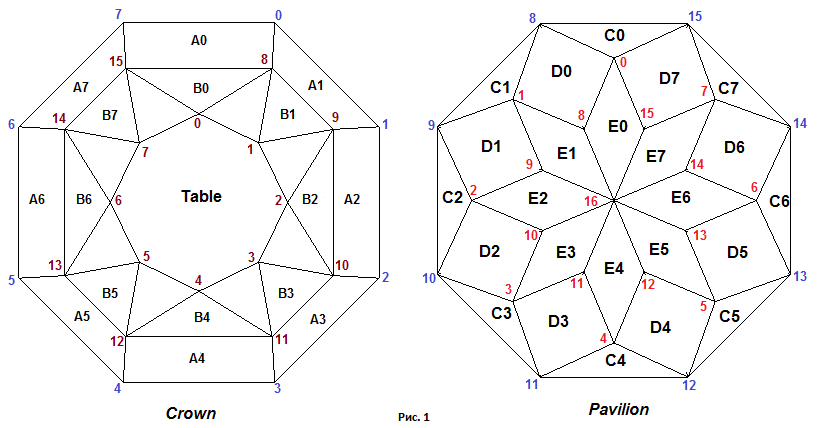 7 0 8 15
A0 C0
15 8 0
A7 A1 D0 D7
B0 C1 C7
14 B7 0 B1 9 1 8 15 7
6 1 9 14
7 1 D1 E1 E0 E7 D6
9 14
A6 B6 6 Table 2 B2 A2 C2 2 E2 16 E6 6 C6
10 13
5 3 D2 E3 E5 D5
13 4 10 11 12
5 2 10 13
B5 B3 3 5
A5 B4 A3 C3 E4 C5
12 11 D3 D4
A4 4 C4
4 3 11 12
Crown Pavilion
Рис. 1